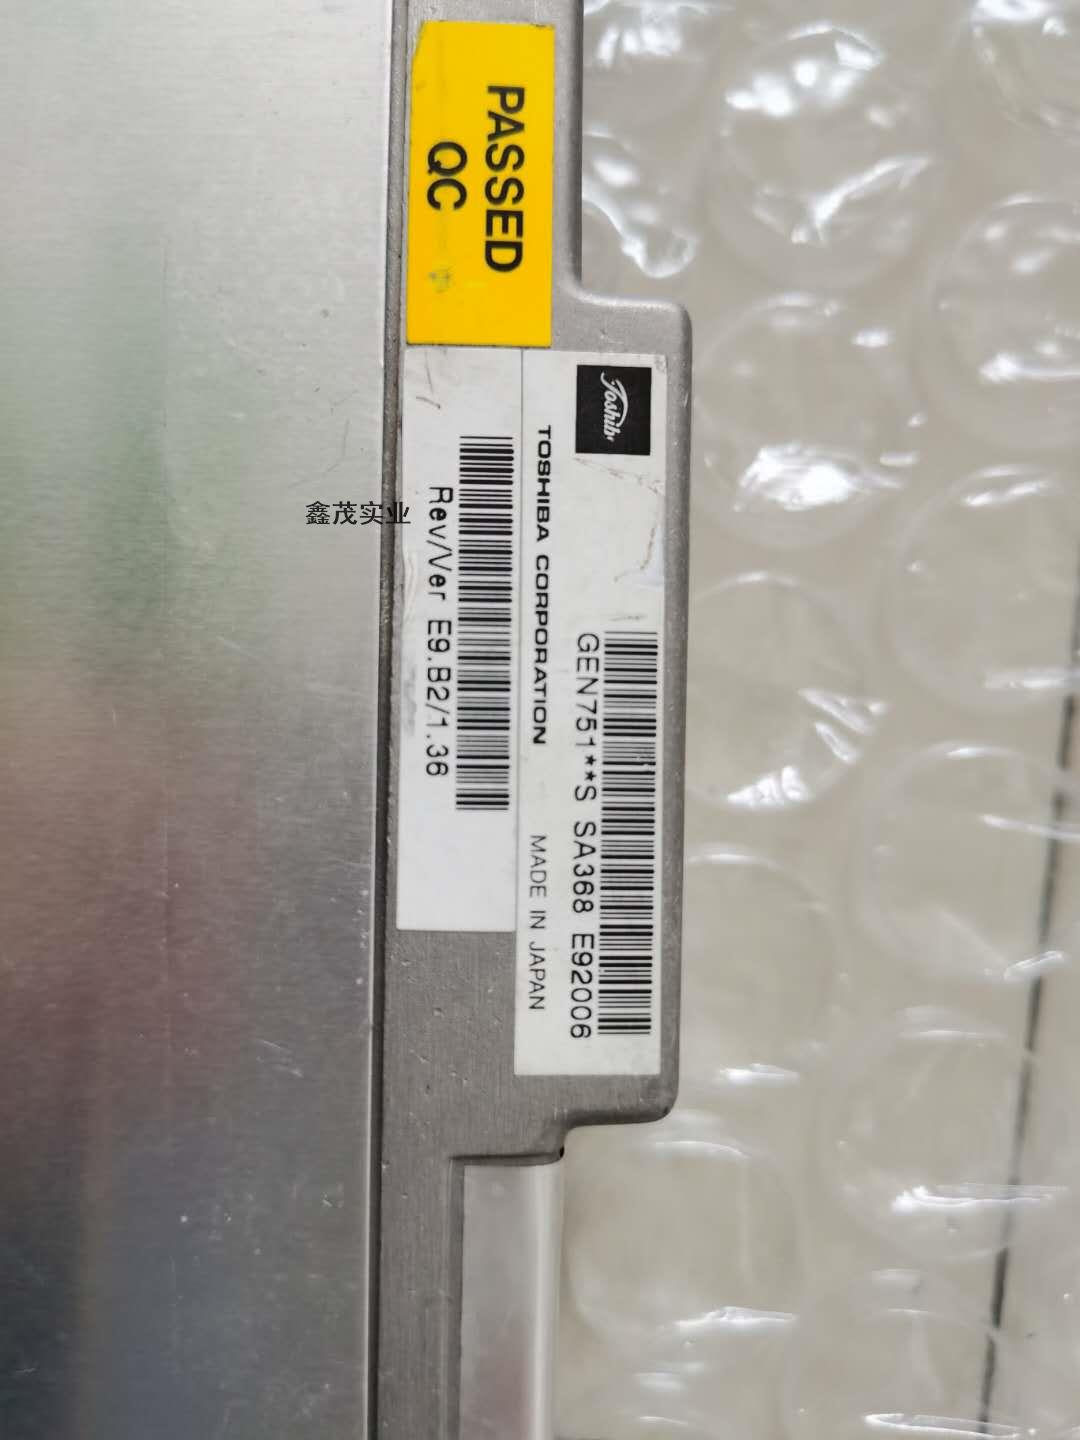 PASSED
QC
Toshiba
TOSHIBA CORPORATION MADE IN JAPAN
GEN751**S SA368 E92006
Rev/Ver E9.B2/1.36
鑫茂实业